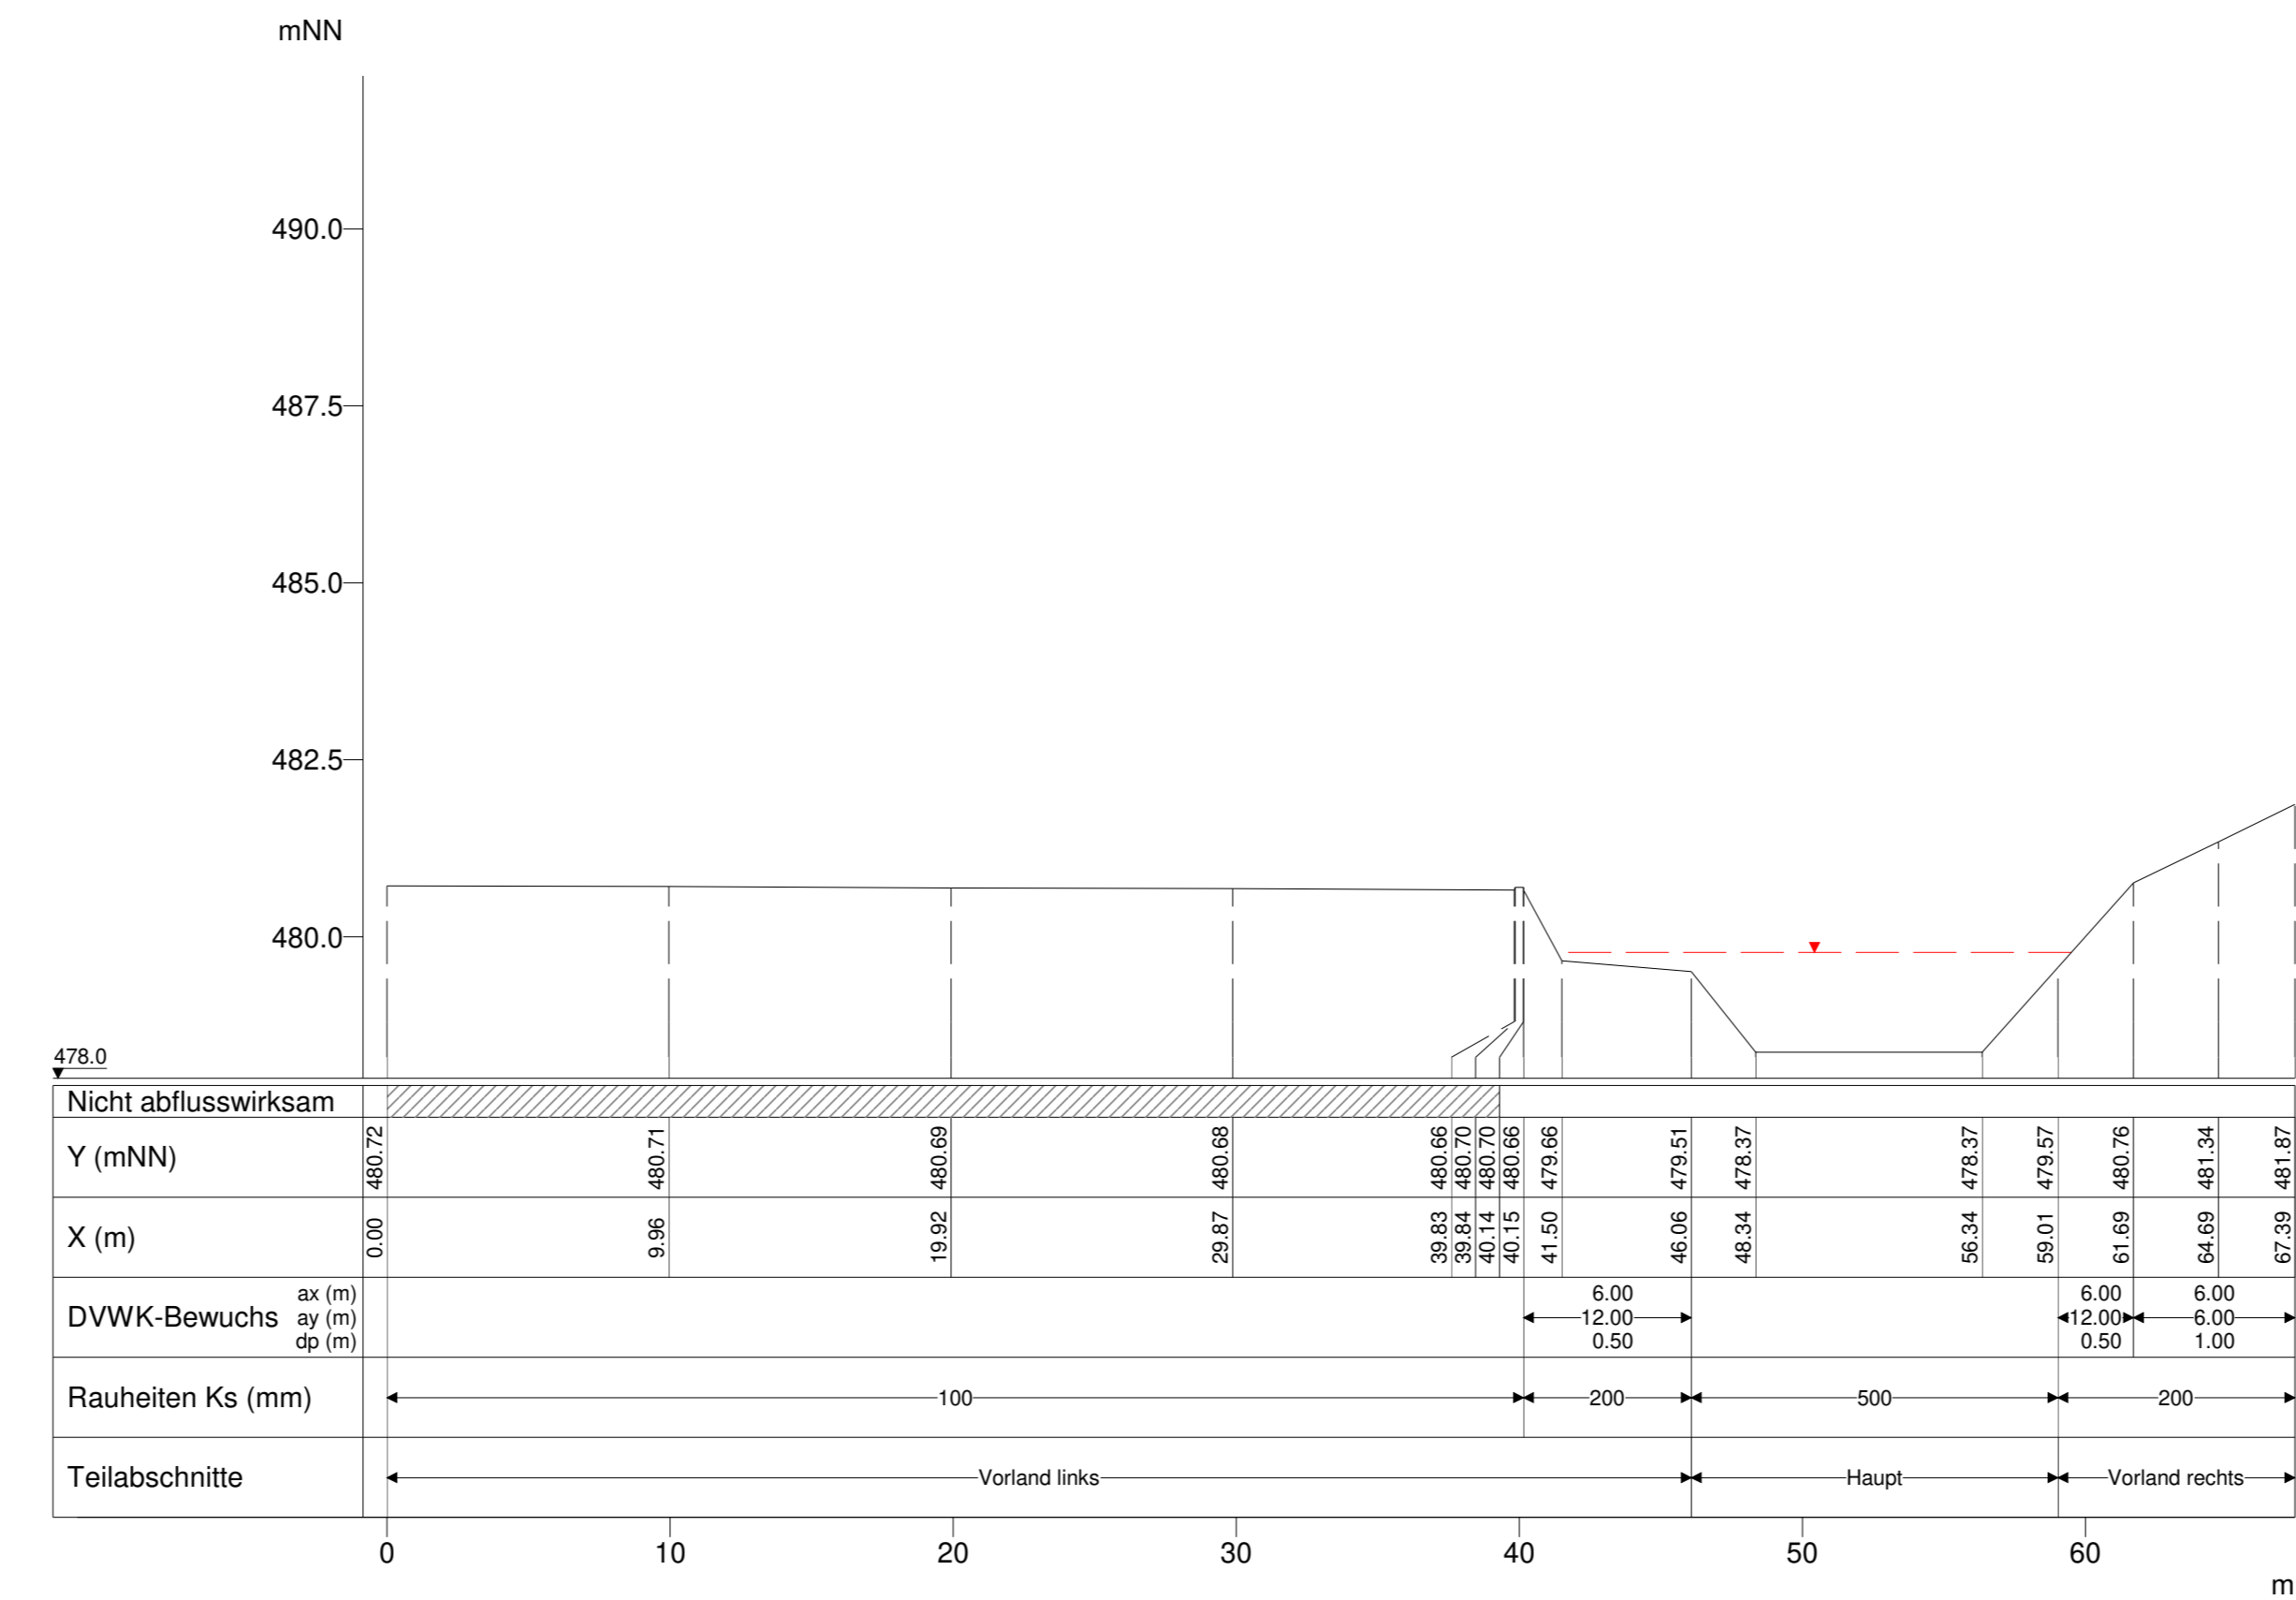 mNN
490.0
487.5
485.0
482.5
480.0
478.0
Nicht abflusswirksam
Y (mNN) 480.72 480.71 480.69 480.68 480.66 480.70 480.70 480.66 479.66 479.51 478.37 478.37 479.57 480.76 481.34 481.87
X (m) 0.00 9.96 19.92 29.87 39.83 39.84 40.14 40.15 41.50 46.06 48.34 56.34 59.01 61.69 64.69 67.39
ax (m) 6.00 6.00 6.00
DVWK-Bewuchs ay (m) 12.00 12.00 6.00
dp (m) 0.50 0.50 1.00
Rauheiten Ks (mm) 100 200 500 200
Teilabschnitte Vorland links Haupt Vorland rechts
0 10 20 30 40 50 60
m